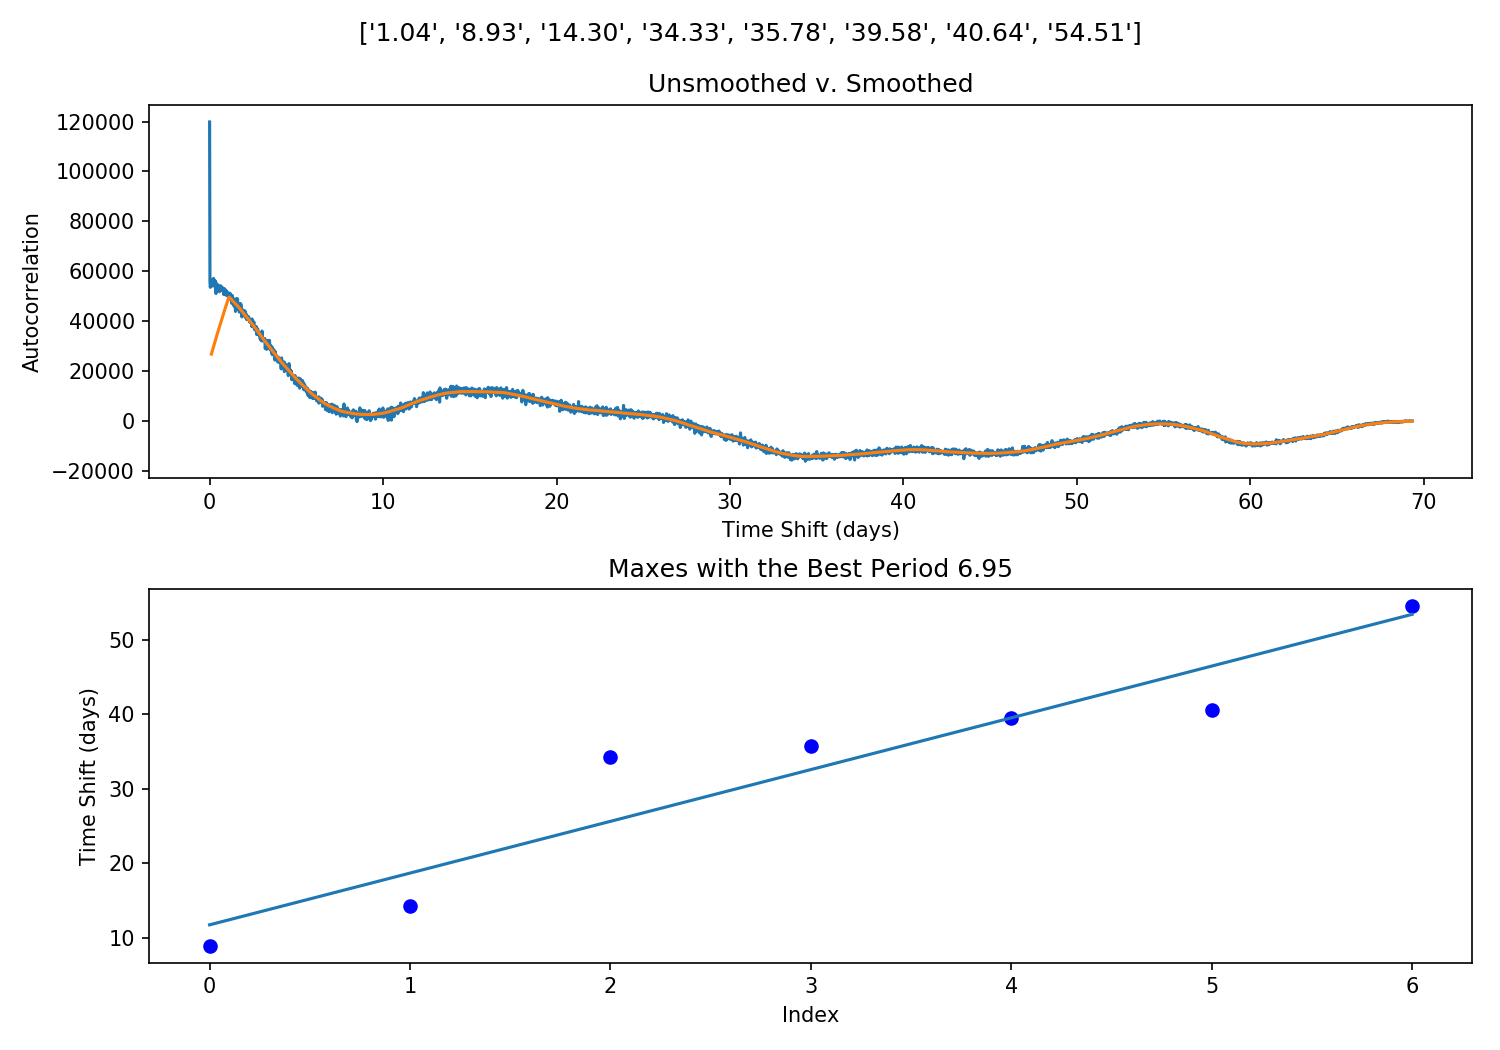 ['1.04', '8.93', '14.30', '34.33', '35.78', '39.58', '40.64', '54.51']
Unsmoothed v. Smoothed
120000
100000
80000
60000
40000
20000
0
−20000
Autocorrelation
0 10 20 30 40 50 60 70
Time Shift (days)
Maxes with the Best Period 6.95
50
40
30
20
10
Time Shift (days)
0 1 2 3 4 5 6
Index